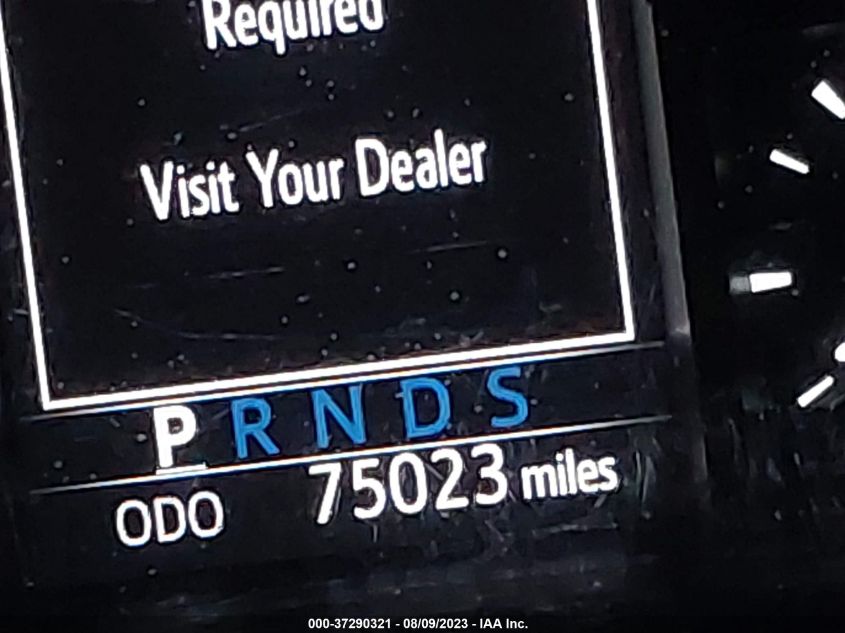 Required
Visit Your Dealer
P R N D S
ODO 75023 miles
000-37290321 - 08/09/2023 - IAA Inc.